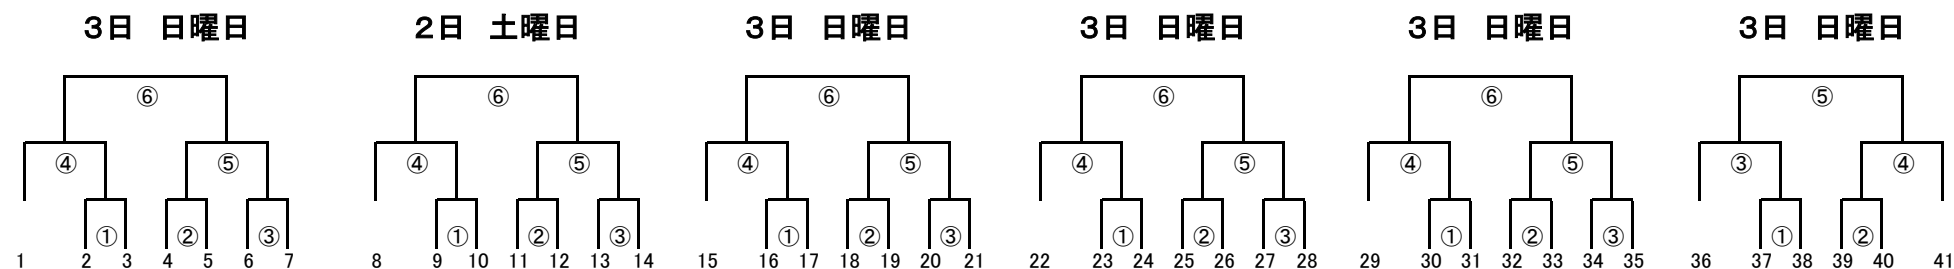 ３日　日曜日　２日　土曜日　３日　日曜日　３日　日曜日　３日　日曜日　３日　日曜日
⑥ ⑥ ⑥ ⑥ ⑥ ⑤
④ ⑤ ④ ⑤ ④ ⑤ ④ ⑤ ④ ⑤ ③ ④
① ② ③ ① ② ③ ① ② ③ ① ② ③ ① ② ③ ① ②
1 2 3 4 5 6 7 8 9 10 11 12 13 14 15 16 17 18 19 20 21 22 23 24 25 26 27 28 29 30 31 32 33 34 35 36 37 38 39 40 41